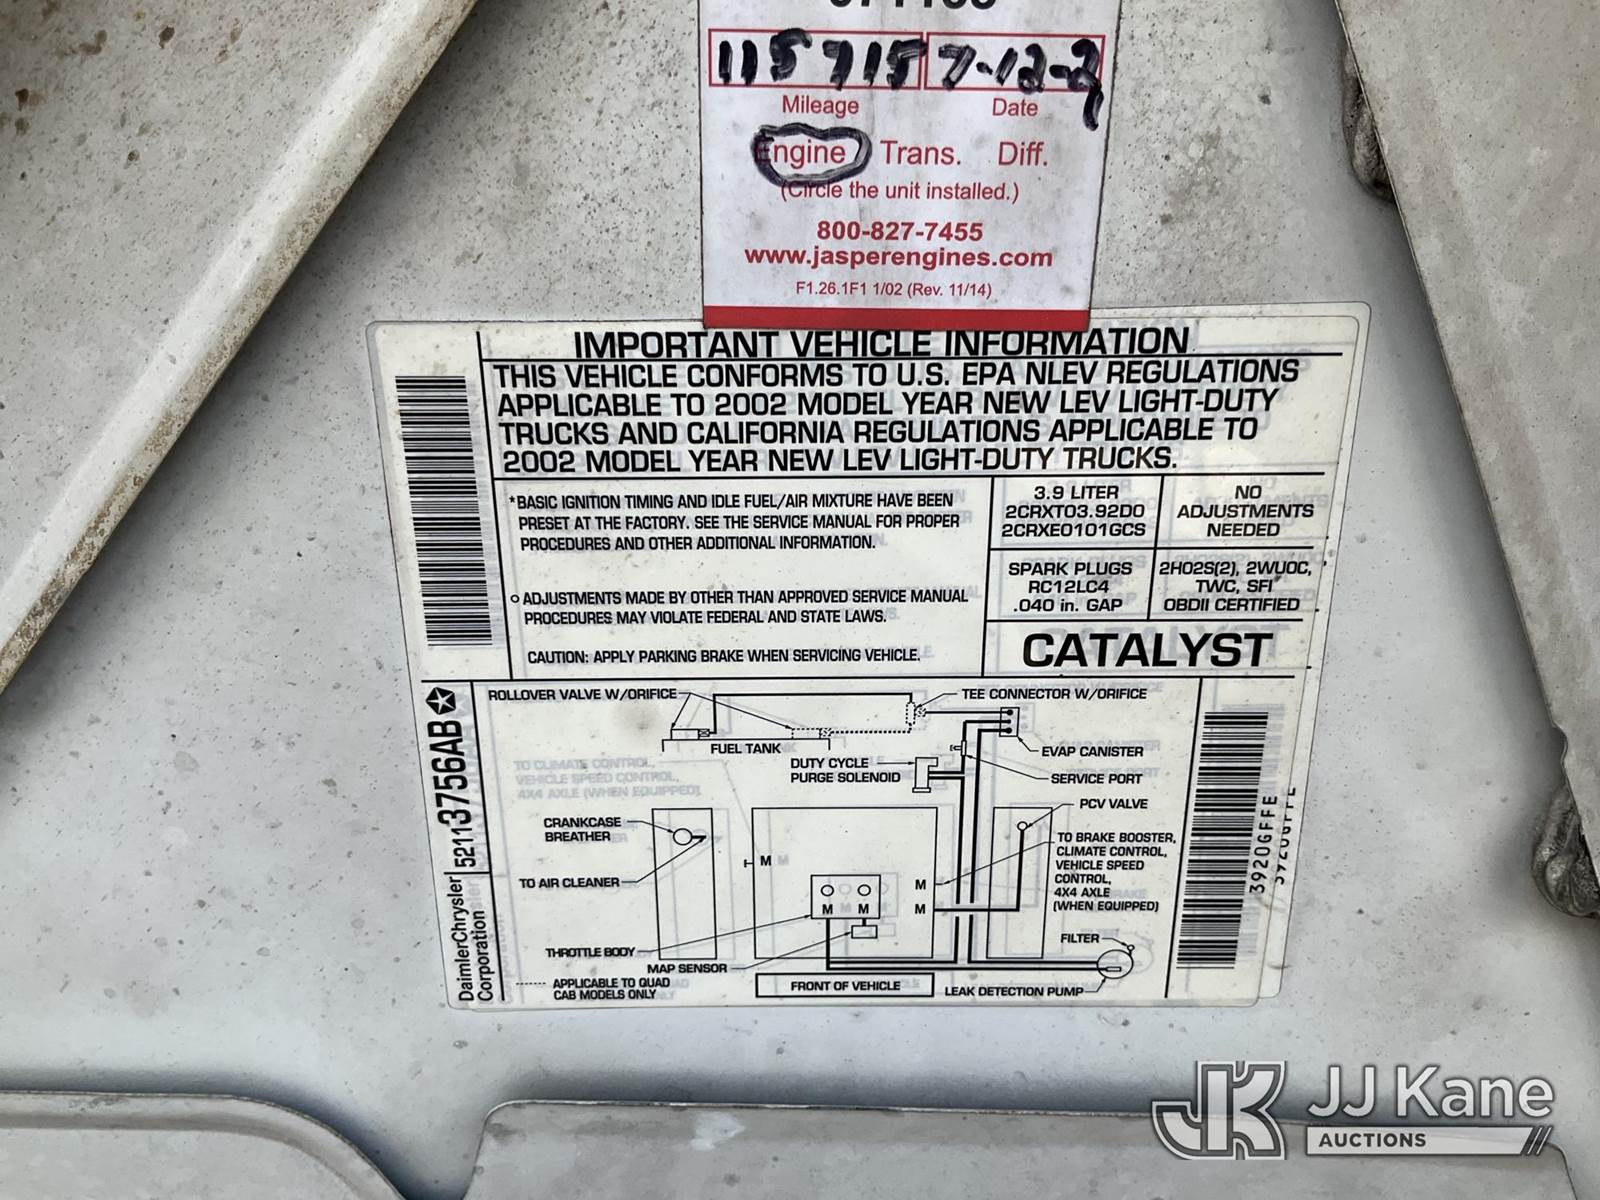 115715 7-12-2
Mileage Date
Engine Trans. Diff.
(Circle the unit installed.)
800-827-7455
www.jasperengines.com
F1.26.1F1 1/02 (Rev. 11/14)
IMPORTANT VEHICLE INFORMATION
THIS VEHICLE CONFORMS TO U.S. EPA NLEV REGULATIONS
APPLICABLE TO 2002 MODEL YEAR NEW LEV LIGHT-DUTY
TRUCKS AND CALIFORNIA REGULATIONS APPLICABLE TO
2002 MODEL YEAR NEW LEV LIGHT-DUTY TRUCKS.
*BASIC IGNITION TIMING AND IDLE FUEL/AIR MIXTURE HAVE BEEN
PRESET AT THE FACTORY. SEE THE SERVICE MANUAL FOR PROPER
PROCEDURES AND OTHER ADDITIONAL INFORMATION.
o ADJUSTMENTS MADE BY OTHER THAN APPROVED SERVICE MANUAL
PROCEDURES MAY VIOLATE FEDERAL AND STATE LAWS.
CAUTION: APPLY PARKING BRAKE WHEN SERVICING VEHICLE.
3.9 LITER
2CRXT03.92D0
2CRXE0101GCS
NO
ADJUSTMENTS
NEEDED
SPARK PLUGS
RC12LC4
.040 in. GAP
2HO2S(2), 2WUOC,
TWC, SFI
OBDII CERTIFIED
CATALYST
ROLLOVER VALVE W/ORIFICE
TEE CONNECTOR W/ORIFICE
FUEL TANK
EVAP CANISTER
DUTY CYCLE
PURGE SOLENOID
SERVICE PORT
PCV VALVE
CRANKCASE
BREATHER
TO BRAKE BOOSTER,
CLIMATE CONTROL,
VEHICLE SPEED
CONTROL,
4X4 AXLE
(WHEN EQUIPPED)
M
M
M
M M
TO AIR CLEANER
THROTTLE BODY
MAP SENSOR
FILTER
LEAK DETECTION PUMP
APPLICABLE TO QUAD
CAB MODELS ONLY
FRONT OF VEHICLE
DaimlerChrysler
Corporation
52113756AB
3920GFFE
JK
JJ Kane
AUCTIONS